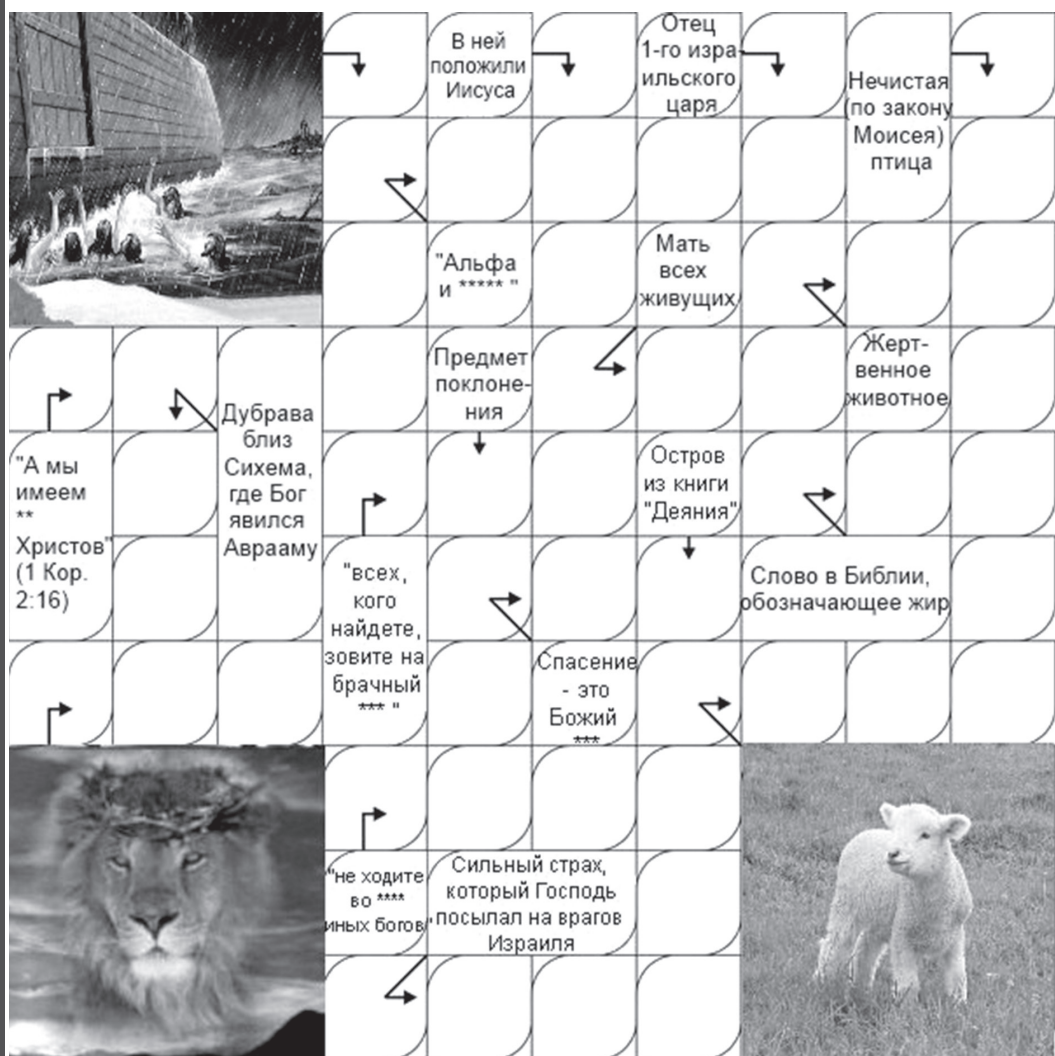 В ней
положили
Иисуса
Отец
1-го изра-
ильского
царя
Нечистая
(по закону
Моисея)
птица
"Альфа
и ***** "
Мать
всех
живущих
Предмет
поклоне-
ния
Жерт-
венное
животное
Дубрава
близ
Сихема,
где Бог
явился
Аврааму
"А мы
имеем
**
Христов"
(1 Кор.
2:16)
Остров
из книги
"Деяния"
"всех,
кого
найдете,
зовите на
брачный
*** "
Слово в Библии,
обозначающее жир
Спасение
- это
Божий
***
"не ходите
во ****
иных богов"
Сильный страх,
который Господь
посылал на врагов
Израиля